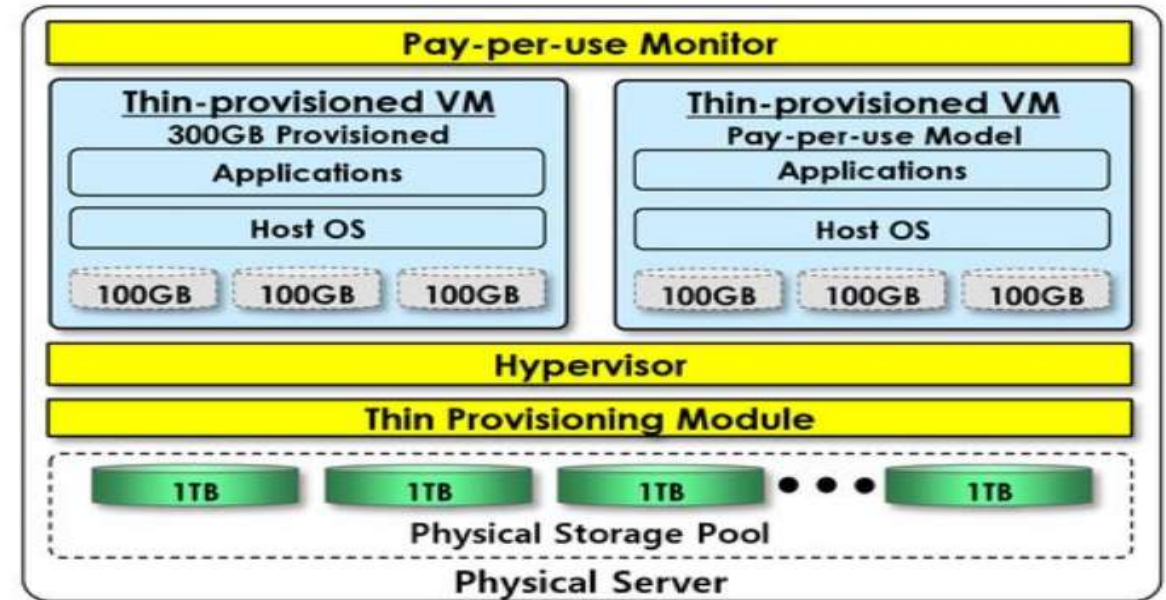 Pay-per-use Monitor
Thin-provisioned VM
300GB Provisioned
Applications
Host OS
100GB 100GB 100GB
Thin-provisioned VM
Pay-per-use Model
Applications
Host OS
100GB 100GB 100GB
Hypervisor
Thin Provisioning Module
1TB 1TB 1TB ••• 1TB
Physical Storage Pool
Physical Server